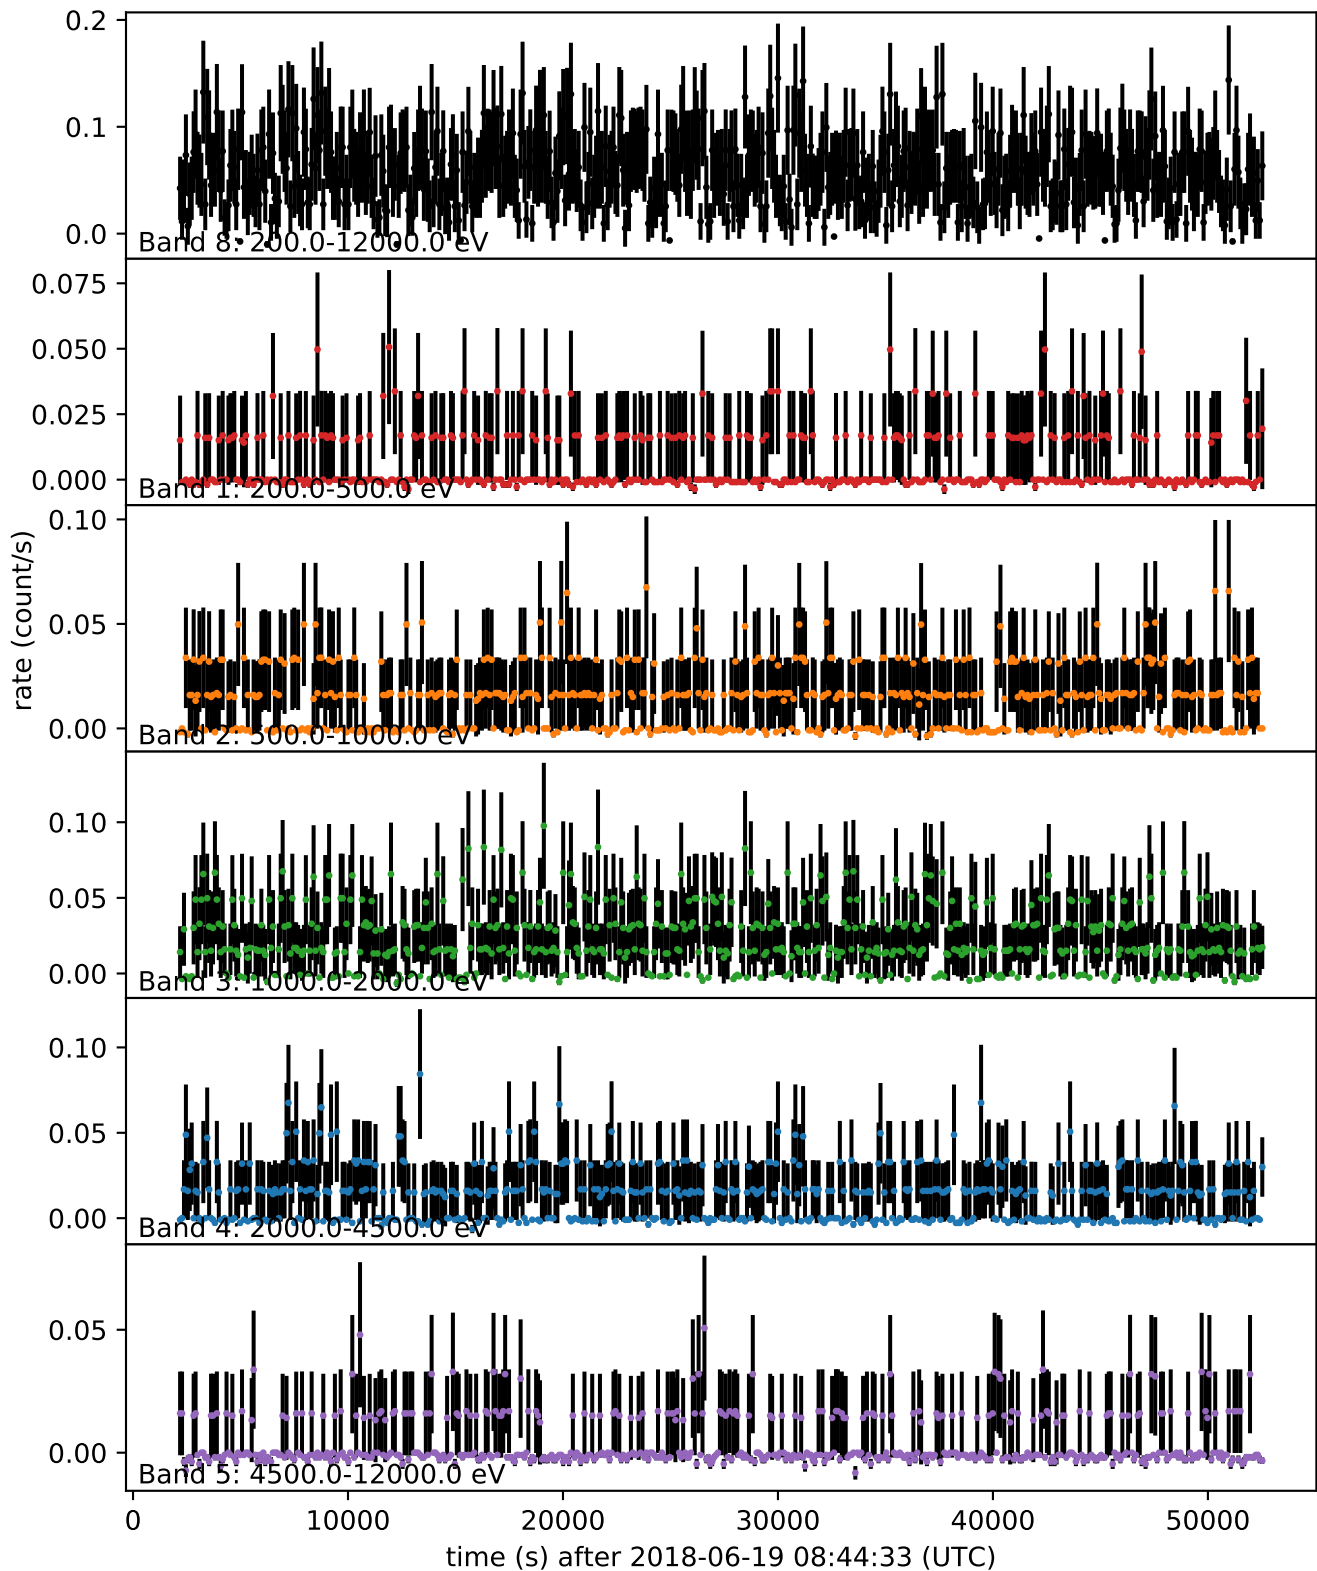 0.2
0.1
0.0
Band 8: 200.0-12000.0 eV
0.075
0.050
0.025
0.000
Band 1: 200.0-500.0 eV
0.10
0.05
0.00
Band 2: 500.0-1000.0 eV
rate (count/s)
0.10
0.05
0.00
Band 3: 1000.0-2000.0 eV
0.10
0.05
0.00
Band 4: 2000.0-4500.0 eV
0.05
0.00
Band 5: 4500.0-12000.0 eV
0 10000 20000 30000 40000 50000
time (s) after 2018-06-19 08:44:33 (UTC)